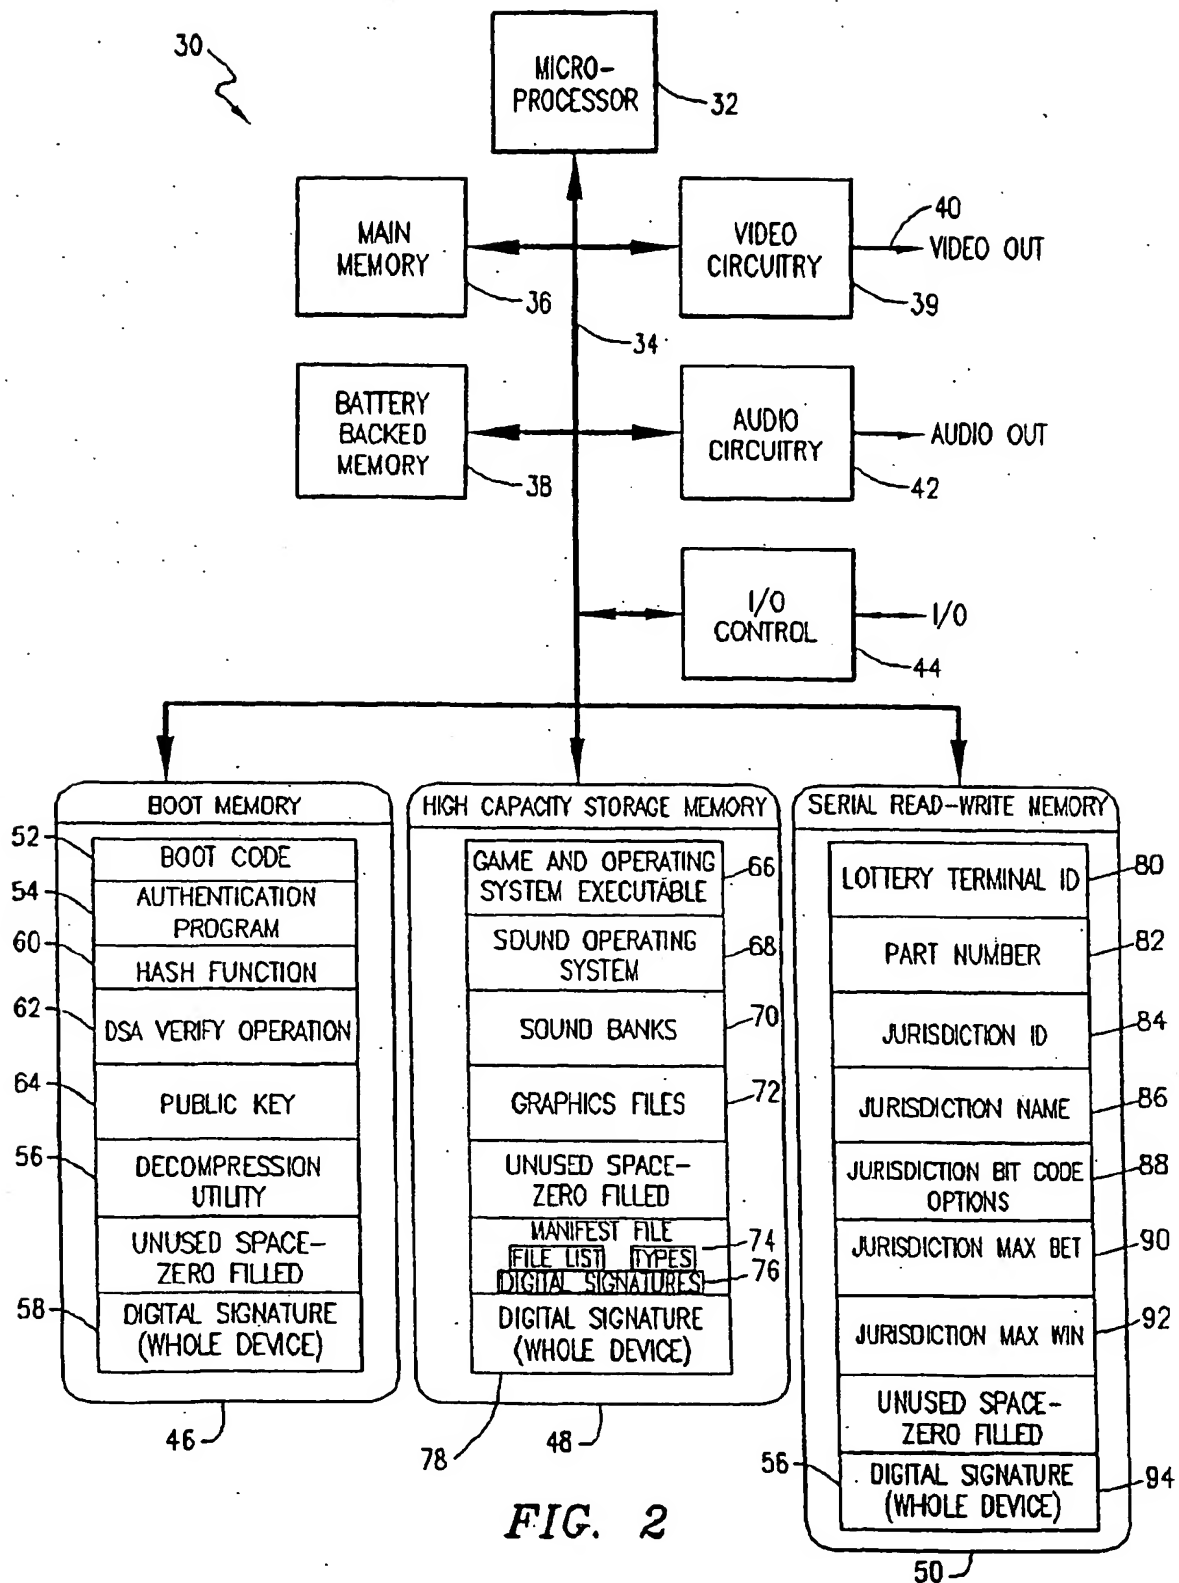 30
MICRO-
PROCESSOR
32
MAIN
MEMORY
36
VIDEO
CIRCUITRY
39
40
VIDEO OUT
34
BATTERY
BACKED
MEMORY
38
AUDIO
CIRCUITRY
42
AUDIO OUT
I/O
CONTROL
44
I/O
BOOT MEMORY
52
BOOT CODE
54
AUTHENTICATION
PROGRAM
60
HASH FUNCTION
62
DSA VERIFY OPERATION
64
PUBLIC KEY
56
DECOMPRESSION
UTILITY
UNUSED SPACE-
ZERO FILLED
58
DIGITAL SIGNATURE
(WHOLE DEVICE)
46
HIGH CAPACITY STORAGE MEMORY
GAME AND OPERATING
SYSTEM EXECUTABLE
66
SOUND OPERATING
SYSTEM
68
SOUND BANKS
70
GRAPHICS FILES
72
UNUSED SPACE-
ZERO FILLED
MANIFEST FILE
74
FILE LIST TYPES
DIGITAL SIGNATURES
76
DIGITAL SIGNATURE
(WHOLE DEVICE)
78
48
SERIAL READ-WRITE MEMORY
LOTTERY TERMINAL ID
80
PART NUMBER
82
JURISDICTION ID
84
JURISDICTION NAME
86
JURISDICTION BIT CODE
OPTIONS
88
JURISDICTION MAX BET
90
JURISDICTION MAX WIN
92
UNUSED SPACE-
ZERO FILLED
56
DIGITAL SIGNATURE
(WHOLE DEVICE)
94
50
FIG. 2